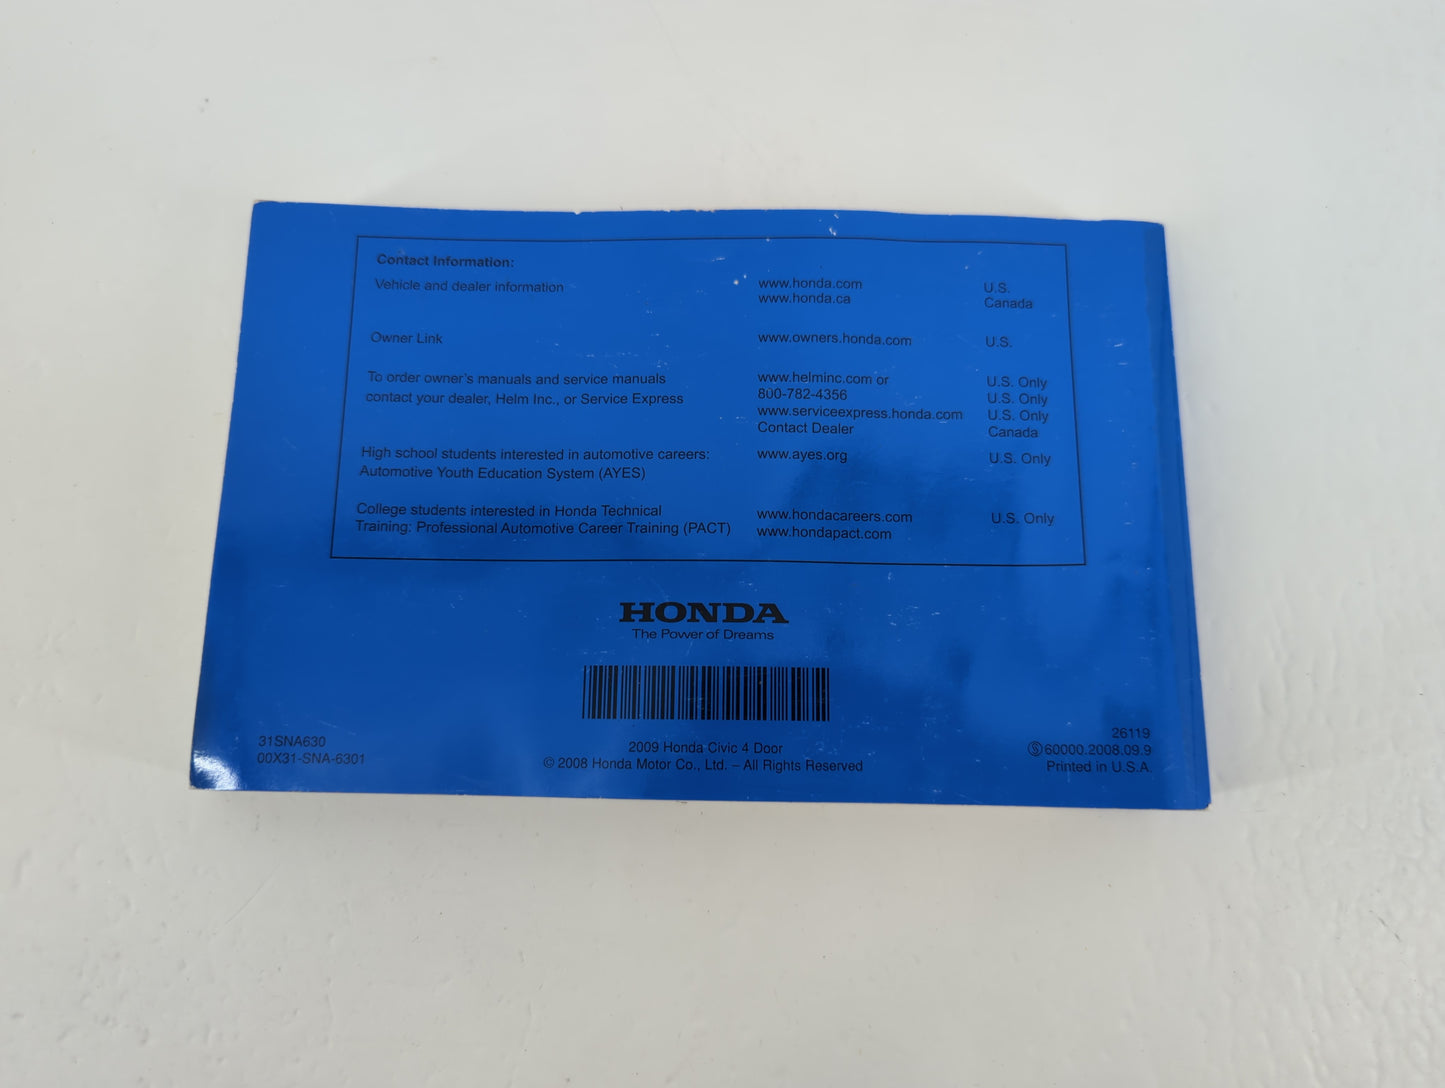 Contact Information:
Vehicle and dealer information www.honda.com U.S.
www.honda.ca Canada
Owner Link www.owners.honda.com U.S.
To order owner's manuals and service manuals www.helminc.com or U.S. Only
contact your dealer, Helm Inc., or Service Express 800-782-4356 U.S. Only
www.serviceexpress.honda.com U.S. Only
Contact Dealer Canada
High school students interested in automotive careers: www.ayes.org U.S. Only
Automotive Youth Education System (AYES)
College students interested in Honda Technical www.hondacareers.com U.S. Only
Training: Professional Automotive Career Training (PACT) www.hondapact.com
HONDA
The Power of Dreams
31SNA630
00X31-SNA-6301
2009 Honda Civic 4 Door
© 2008 Honda Motor Co., Ltd. – All Rights Reserved
26119
Ⓢ60000.2008.09.9
Printed in U.S.A.